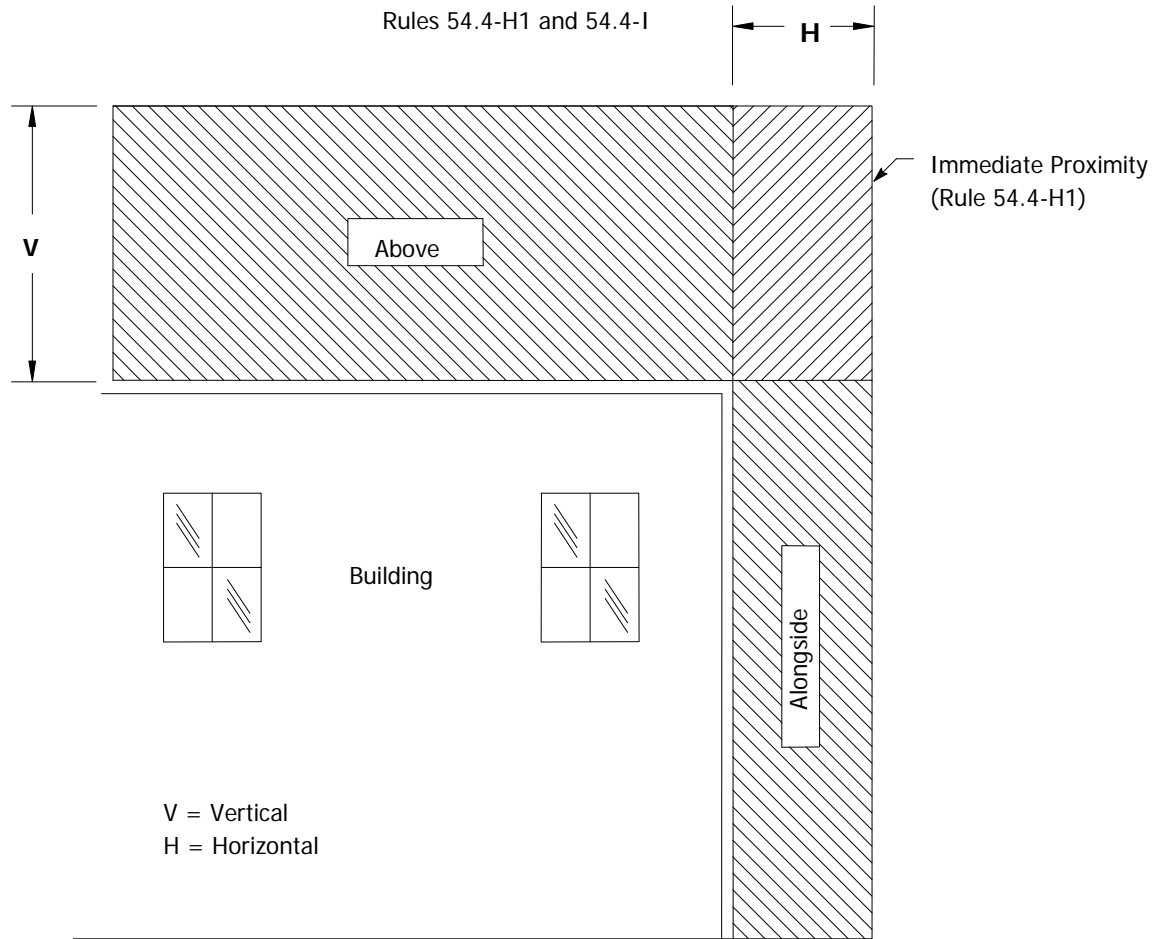 Rules 54.4-H1 and 54.4-I
H
Immediate Proximity
(Rule 54.4-H1)
V
Above
Building
Alongside
V = Vertical
H = Horizontal